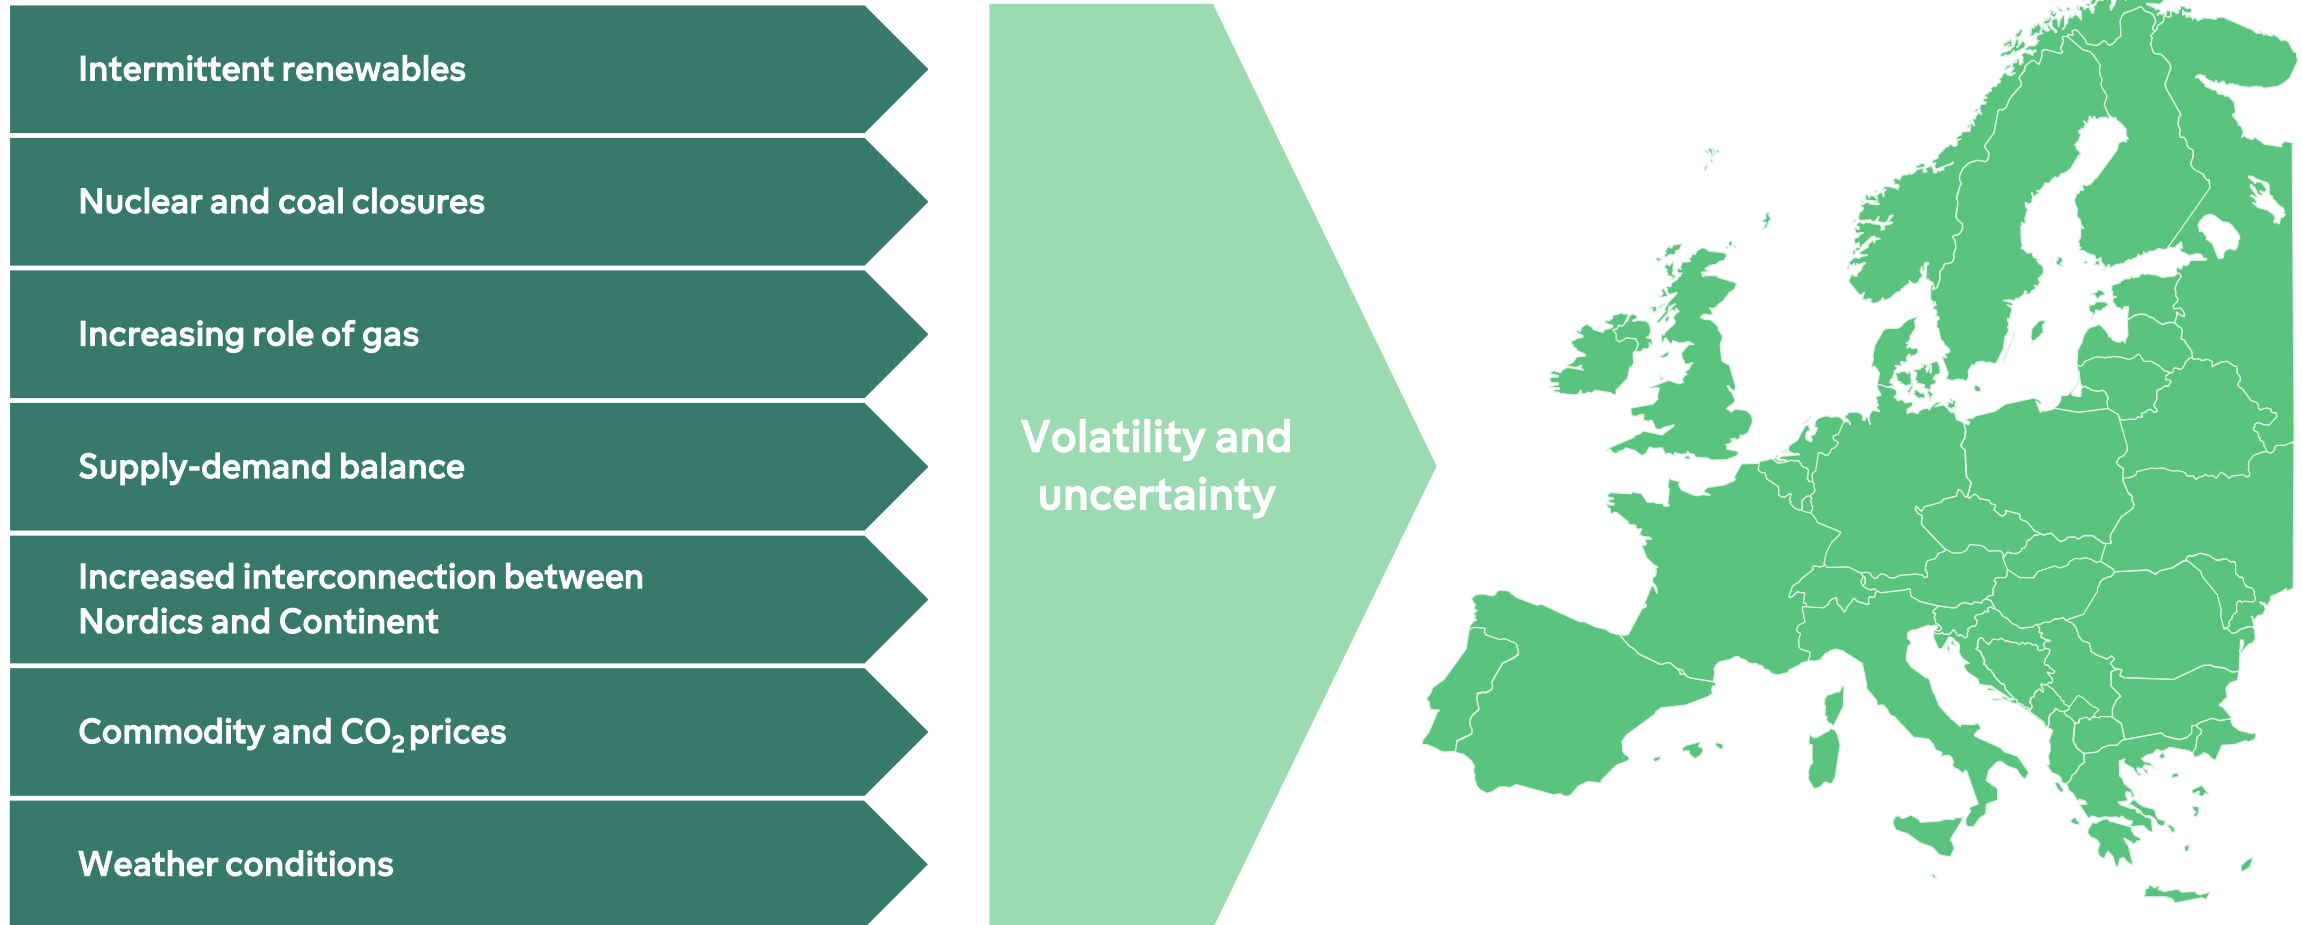 Intermittent renewables
Nuclear and coal closures
Increasing role of gas
Supply-demand balance
Increased interconnection between
Nordics and Continent
Commodity and CO₂ prices
Weather conditions
Volatility and
uncertainty